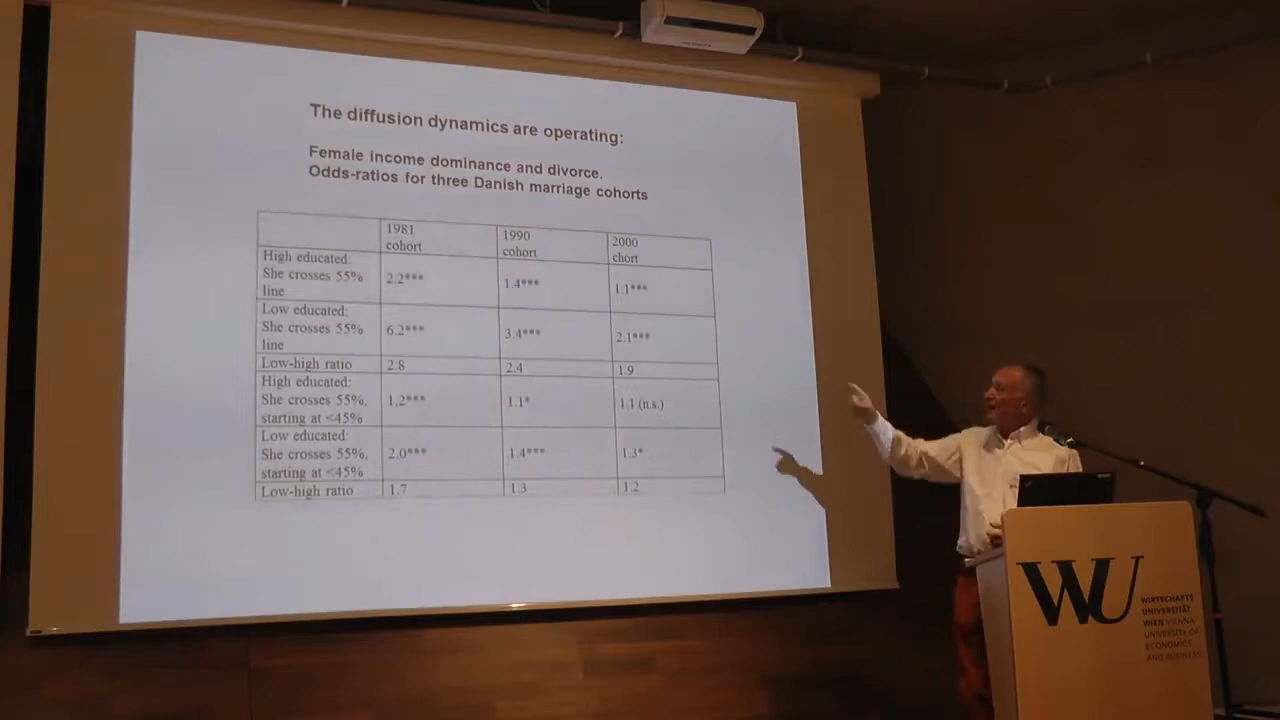 The diffusion dynamics are operating:
Female income dominance and divorce.
Odds-ratios for three Danish marriage cohorts
1981 cohort
1990 cohort
2000 chort
High educated:
She crosses 55%
line
2.2***
1.4***
1.1***
Low educated:
She crosses 55%
line
6.2***
3.4***
2.1***
Low-high ratio
2.8
2.4
1.9
High educated:
She crosses 55%,
starting at <45%
1,2***
1.1*
1.1 (n.s.)
Low educated:
She crosses 55%,
starting at <45%
2.0***
1.4***
1.3*
Low-high ratio
1.7
1.3
1.2
WU
WIRTSCHAFTS
UNIVERSITÄT
WIEN VIENNA
UNIVERSITY OF
ECONOMICS
AND BUSINESS